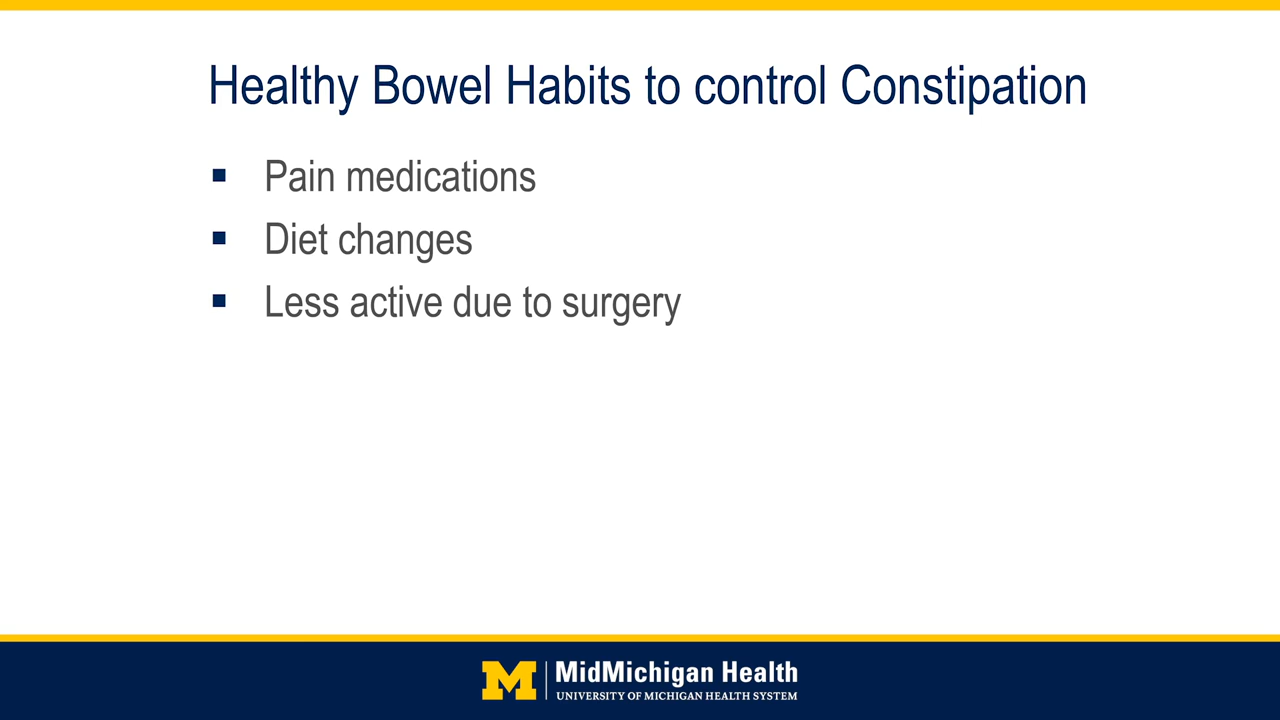 Healthy Bowel Habits to control Constipation
▪ Pain medications
▪ Diet changes
▪ Less active due to surgery
M | MidMichigan Health
UNIVERSITY OF MICHIGAN HEALTH SYSTEM